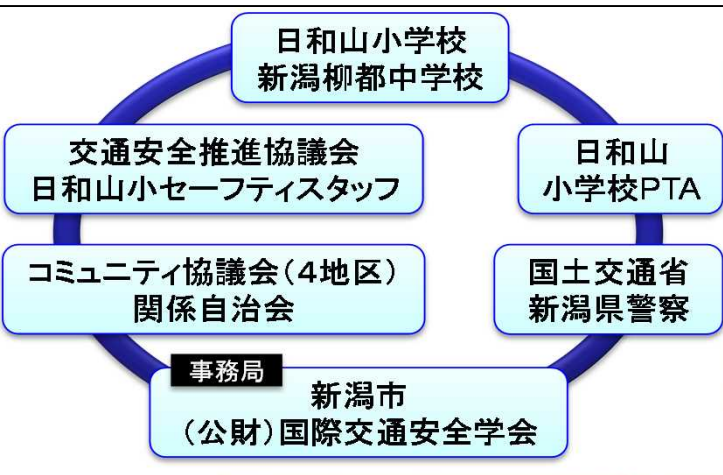 日和山小学校
新潟柳都中学校
交通安全推進協議会
日和山小セーフティスタッフ
日和山
小学校PTA
コミュニティ協議会(4地区)
関係自治会
国土交通省
新潟県警察
事務局
新潟市
(公財)国際交通安全学会